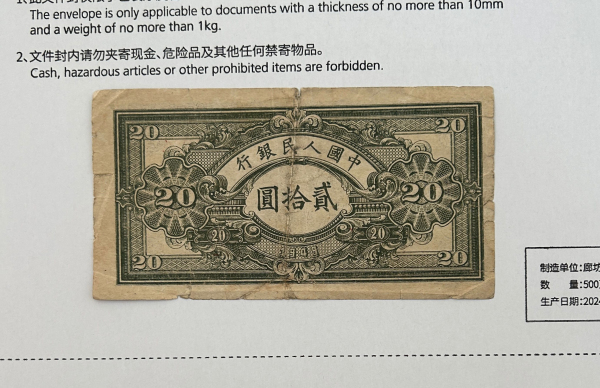 The envelope is only applicable to documents with a thickness of no more than 10mm
and a weight of no more than 1kg.
2、文件封内请勿夹寄现金、危险品及其他任何禁寄物品。
Cash, hazardous articles or other prohibited items are forbidden.
20 20
中國人民銀行
20 貳拾圓 20
20 20
1949
20 20
制造单位:廊坊
数 量:500
生产日期:2024